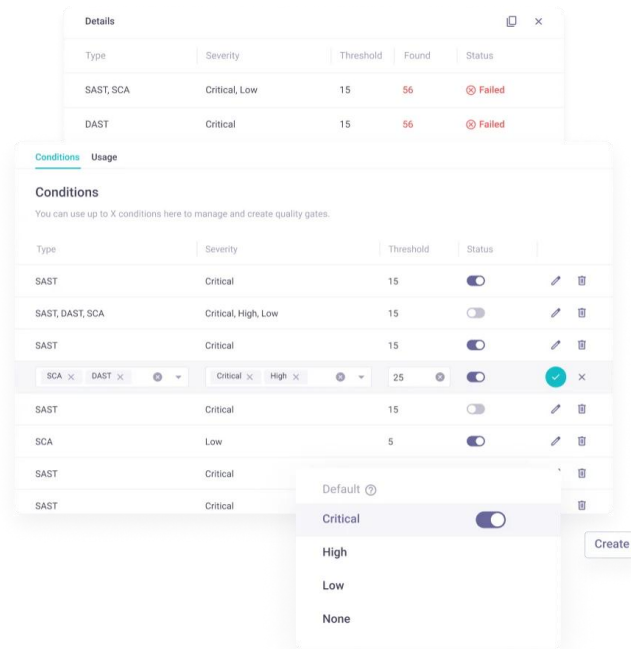 Details
Type Severity Threshold Found Status
SAST, SCA Critical, Low 15 56 Failed
DAST Critical 15 56 Failed
Conditions Usage
Conditions
You can use up to X conditions here to manage and create quality gates.
Type Severity Threshold Status
SAST Critical 15
SAST, DAST, SCA Critical, High, Low 15
SAST Critical 15
SCA DAST Critical High 25
SAST Critical 15
SCA Low 5
SAST Critical
SAST Critical
Default
Critical
High
Low
None
Create